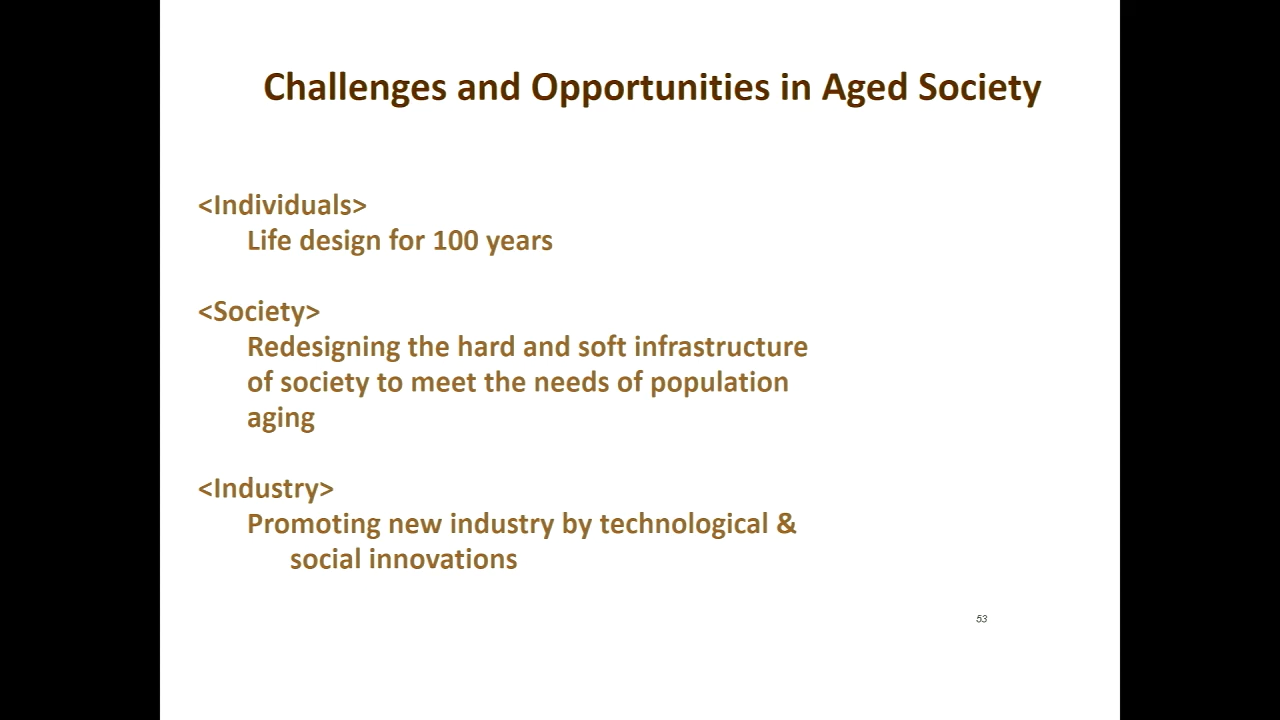 Challenges and Opportunities in Aged Society
<Individuals>
Life design for 100 years
<Society>
Redesigning the hard and soft infrastructure
of society to meet the needs of population
aging
<Industry>
Promoting new industry by technological &
social innovations
53